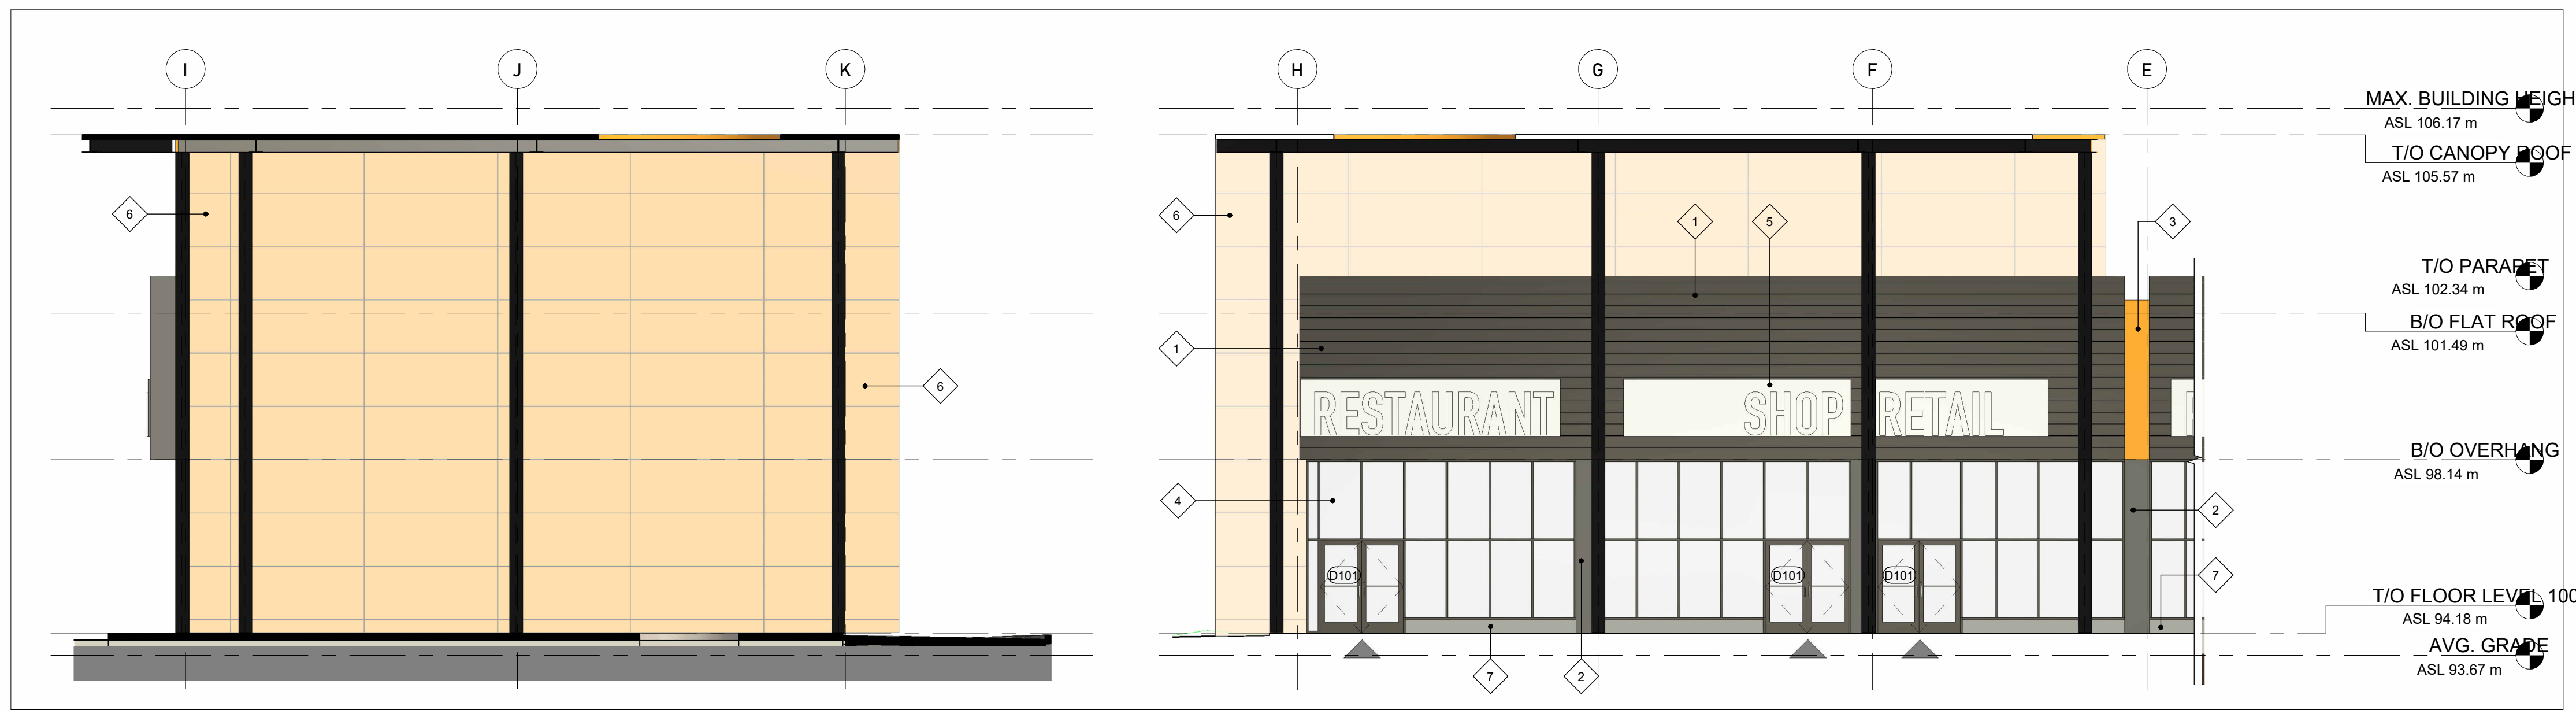 I J K H G F E
MAX. BUILDING HEIGH
ASL 106.17 m
T/O CANOPY ROOF
ASL 105.57 m
6
6
1
5
3
T/O PARAPET
ASL 102.34 m
B/O FLAT ROOF
ASL 101.49 m
1
6
RESTAURANT SHOP RETAIL
B/O OVERHANG
ASL 98.14 m
4
2
D101 D101 D101
7
T/O FLOOR LEVEL 100
ASL 94.18 m
AVG. GRADE
ASL 93.67 m
7
2